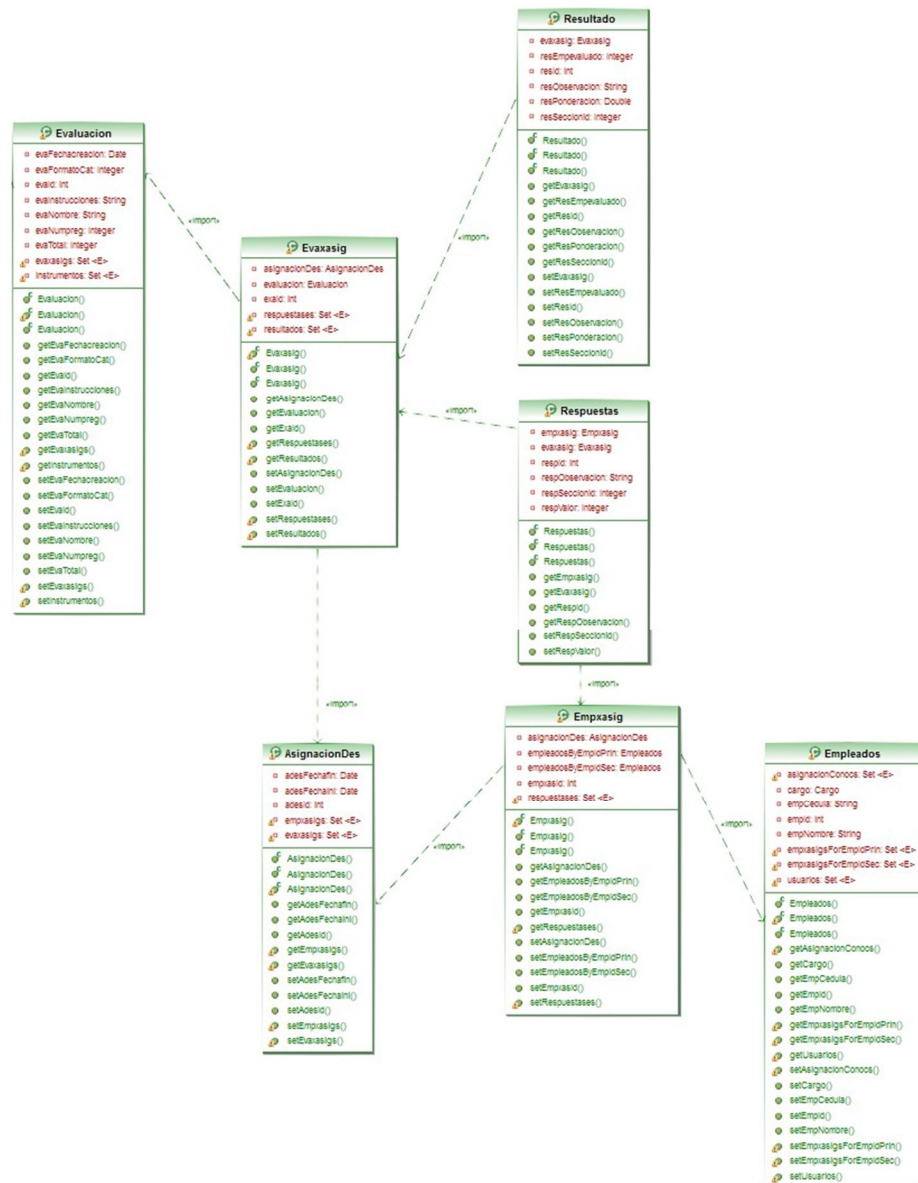 Resultado
evaxasig: Evaxasig
resEmpevaluado: Integer
resId: int
resObservacion: String
resPonderacion: Double
resSeccionId: Integer
Resultado()
Resultado()
Resultado()
getEvaxasig()
getResEmpevaluado()
getResId()
getResObservacion()
getResPonderacion()
getResSeccionId()
setEvaxasig()
setResEmpevaluado()
setResId()
setResObservacion()
setResPonderacion()
setResSeccionId()
Evaluacion
evaFechacreacion: Date
evaFormatoCat: Integer
evaId: int
evaInstrucciones: String
evaNombre: String
evaNumpreg: Integer
evaTotal: Integer
evaxasigs: Set <E>
instrumentos: Set <E>
Evaluacion()
Evaluacion()
Evaluacion()
getEvaFechacreacion()
getEvaFormatoCat()
getEvaId()
getEvaInstrucciones()
getEvaNombre()
getEvaNumpreg()
getEvaTotal()
getEvaxasigs()
getInstrumentos()
setEvaFechacreacion()
setEvaFormatoCat()
setEvaId()
setEvaInstrucciones()
setEvaNombre()
setEvaNumpreg()
setEvaTotal()
setEvaxasigs()
setInstrumentos()
«import»
«import»
Evaxasig
asignacionDes: AsignacionDes
evaluacion: Evaluacion
exaId: int
respuestases: Set <E>
resultados: Set <E>
Evaxasig()
Evaxasig()
Evaxasig()
getAsignacionDes()
getEvaluacion()
getExaId()
getRespuestases()
getResultados()
setAsignacionDes()
setEvaluacion()
setExaId()
setRespuestases()
setResultados()
«import»
Respuestas
empxasig: Empxasig
evaxasig: Evaxasig
respId: int
respObservacion: String
respSeccionId: Integer
respValor: Integer
Respuestas()
Respuestas()
Respuestas()
getEmpxasig()
getEvaxasig()
getRespId()
getRespObservacion()
setRespSeccionId()
setRespValor()
«import»
«import»
AsignacionDes
adesFechafin: Date
adesFechaini: Date
adesId: int
empxasigs: Set <E>
evaxasigs: Set <E>
AsignacionDes()
AsignacionDes()
AsignacionDes()
getAdesFechafin()
getAdesFechaini()
getAdesId()
getEmpxasigs()
getEvaxasigs()
setAdesFechafin()
setAdesFechaini()
setAdesId()
setEmpxasigs()
setEvaxasigs()
«import»
Empxasig
asignacionDes: AsignacionDes
empleadosByEmpidPrin: Empleados
empleadosByEmpidSec: Empleados
empxasId: int
respuestases: Set <E>
Empxasig()
Empxasig()
Empxasig()
getAsignacionDes()
getEmpleadosByEmpidPrin()
getEmpleadosByEmpidSec()
getEmpxasId()
getRespuestases()
setAsignacionDes()
setEmpleadosByEmpidPrin()
setEmpleadosByEmpidSec()
setEmpxasId()
setRespuestases()
«import»
Empleados
asignacionConocs: Set <E>
cargo: Cargo
empCedula: String
empId: int
empNombre: String
empxasigsForEmpidPrin: Set <E>
empxasigsForEmpidSec: Set <E>
usuarios: Set <E>
Empleados()
Empleados()
Empleados()
getAsignacionConocs()
getCargo()
getEmpCedula()
getEmpId()
getEmpNombre()
getEmpxasigsForEmpidPrin()
getEmpxasigsForEmpidSec()
getUsuarios()
setAsignacionConocs()
setCargo()
setEmpCedula()
setEmpId()
setEmpNombre()
setEmpxasigsForEmpidPrin()
setEmpxasigsForEmpidSec()
setUsuarios()